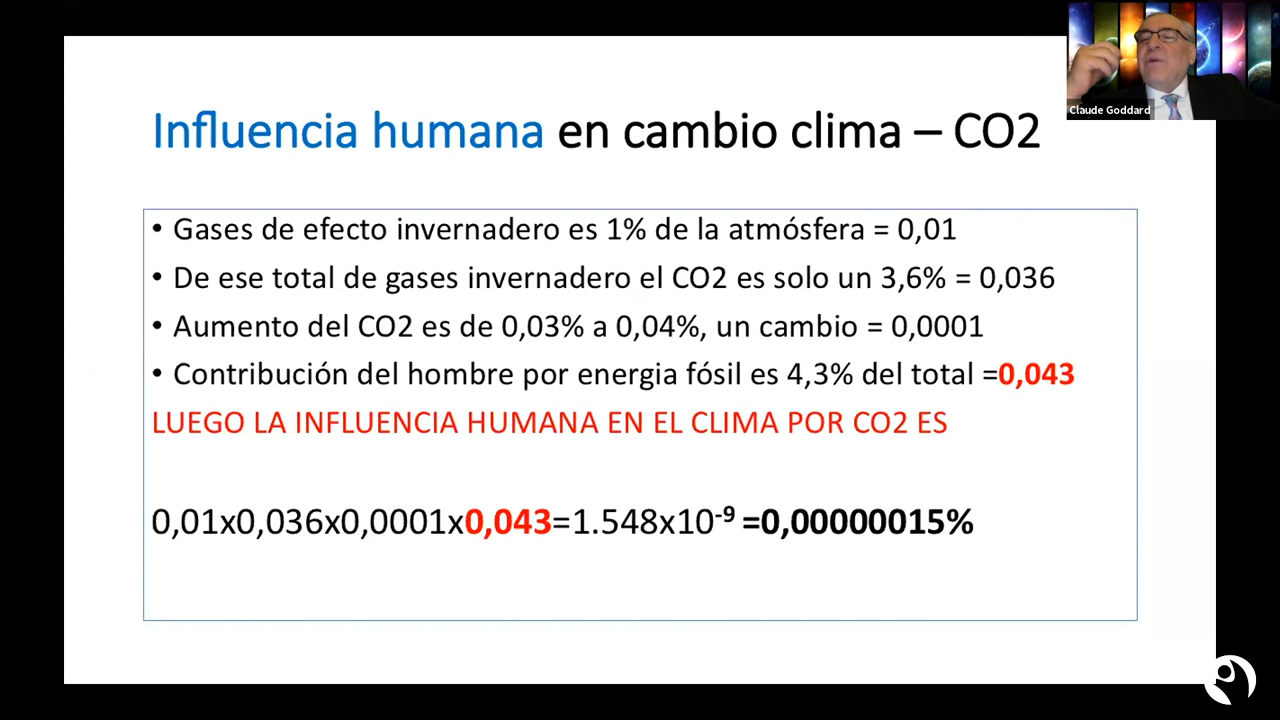 Claude Goddard
Influencia humana en cambio clima – CO2
• Gases de efecto invernadero es 1% de la atmósfera = 0,01
• De ese total de gases invernadero el CO2 es solo un 3,6% = 0,036
• Aumento del CO2 es de 0,03% a 0,04%, un cambio = 0,0001
• Contribución del hombre por energia fósil es 4,3% del total =0,043
LUEGO LA INFLUENCIA HUMANA EN EL CLIMA POR CO2 ES
0,01x0,036x0,0001x0,043=1.548x10⁻⁹ =0,00000015%